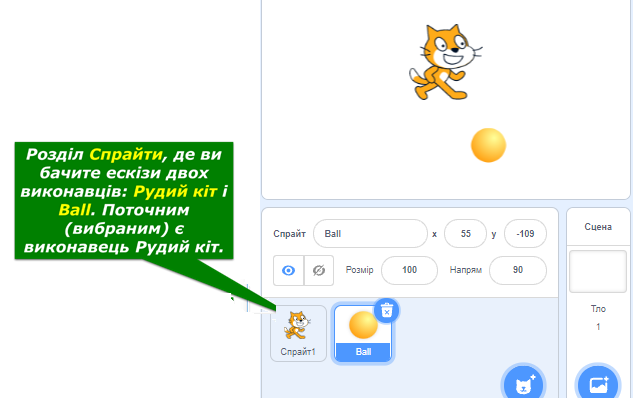 Розділ Спрайти, де ви
бачите ескізи двох
виконавців: Рудий кіт і
Ball. Поточним
(вибраним) є
виконавець Рудий кіт.
Спрайт Ball x 55 y -109
Розмір 100 Напрям 90
Спрайт1
Ball
Сцена
Тло
1